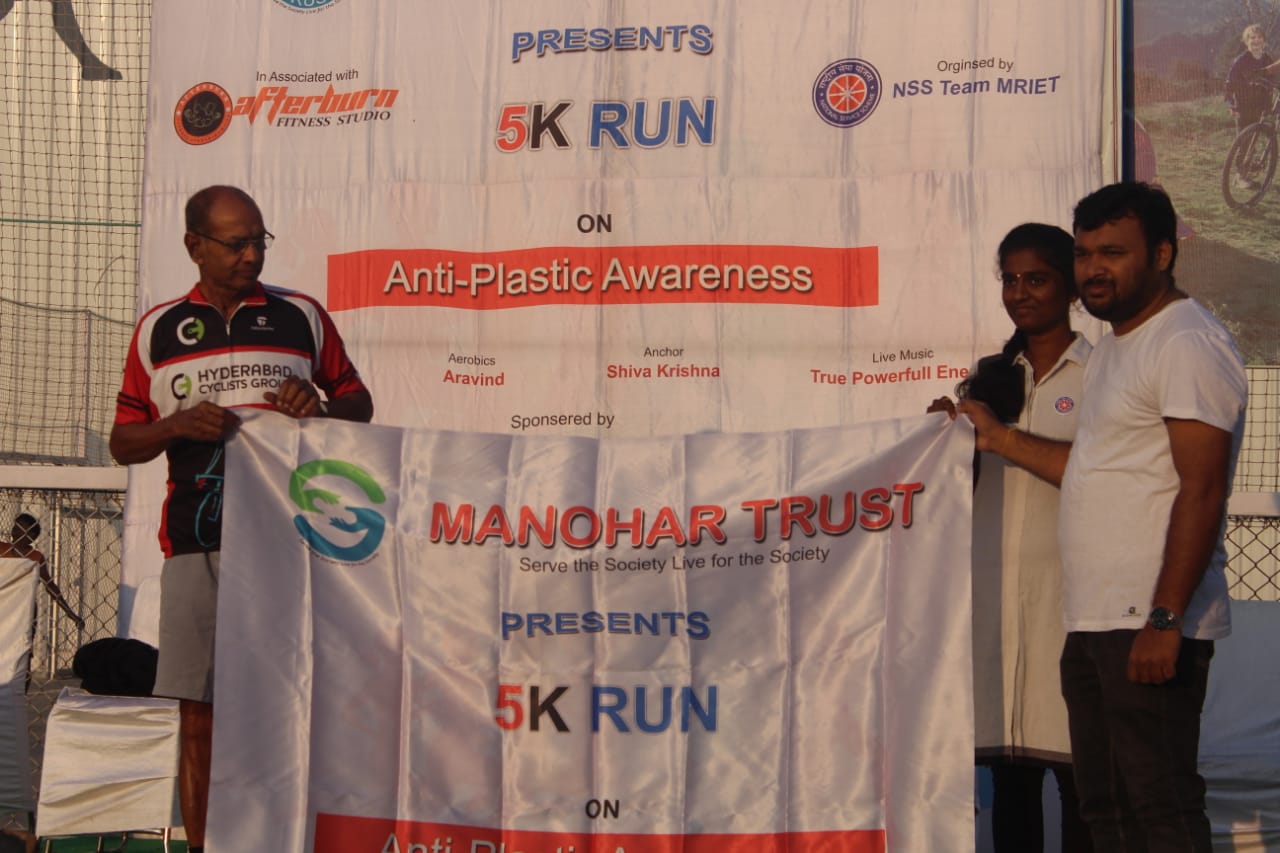 PRESENTS
In Associated with
afterburn
FITNESS STUDIO
5K RUN
Orginsed by
NSS Team MRIET
ON
Anti-Plastic Awareness
Aerobics
Aravind
Anchor
Shiva Krishna
Live Music
True Powerfull Ene
Sponsered by
HYDERABAD
CYCLISTS GROUP
MANOHAR TRUST
Serve the Society Live for the Society
PRESENTS
5K RUN
ON